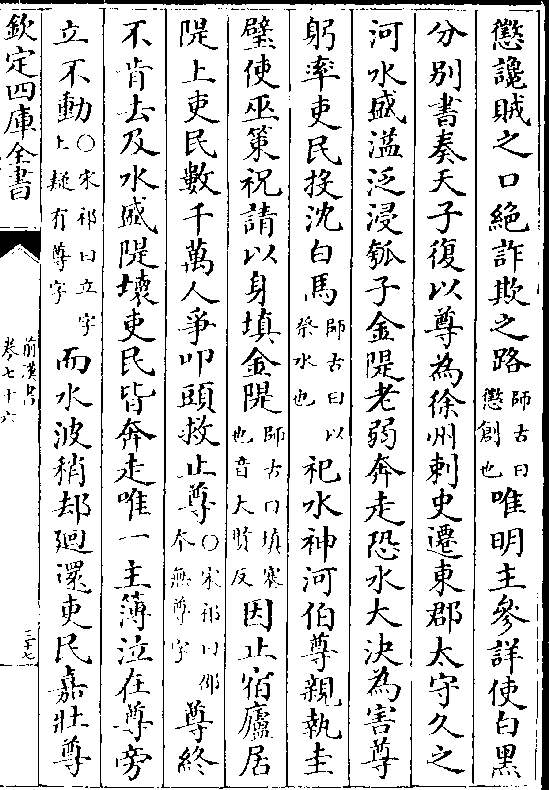 懲讒賊之口絶詐欺之路師古曰懲創也唯明主參詳使白黒
分别書奏天子復以尊為徐州刺史遷東郡太守久之
河水盛溢泛浸瓠子金隄老弱奔走恐水大決為害尊
躬率吏民投沈白馬師古曰以祭水也祀水神河伯尊親執圭
璧使巫策祝請以身填金隄師古曰填塞也音大賢反因止宿廬居
隄上吏民數千萬人爭叩頭救止尊○宋祁曰邵本無尊字尊終
不肯去及水盛隄壞吏民皆奔走唯一主簿泣在尊旁
立不動○宋祁曰立字上疑有尊字而水波稍却廻還吏民嘉壯尊
欽定四庫全書
前漢書
卷七十六
三十七